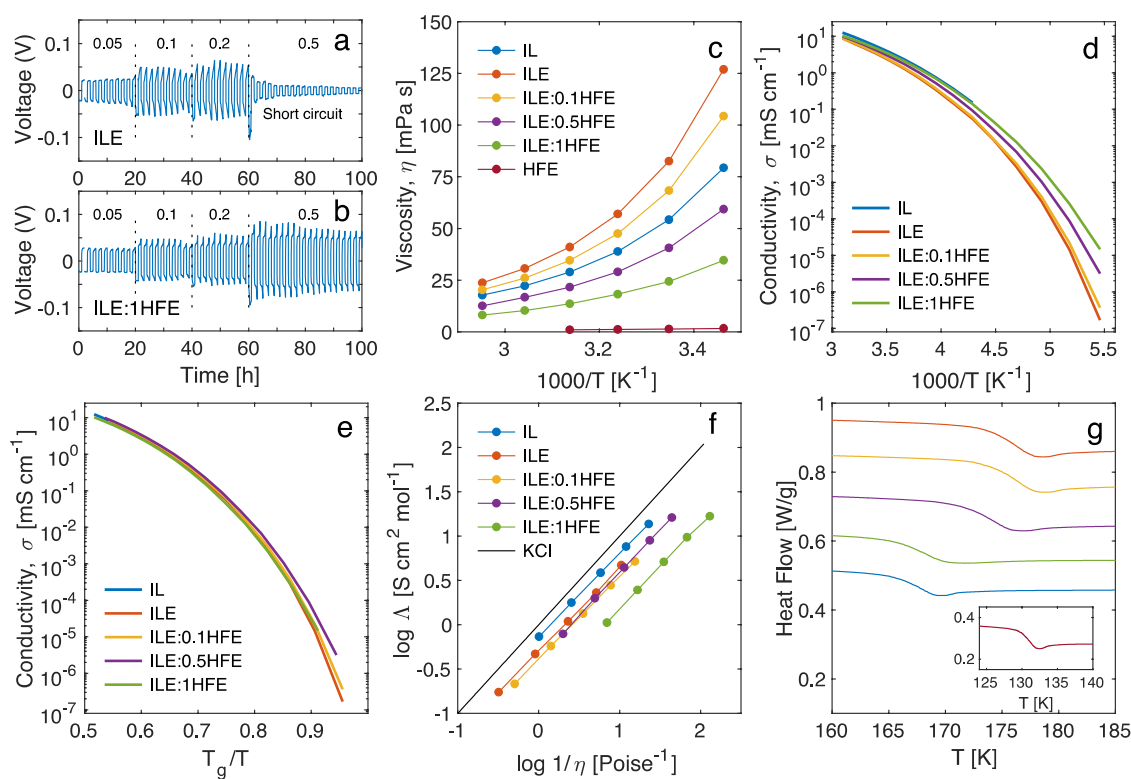 a
0.05 0.1 0.2 0.5
Voltage (V)
0.1
0
-0.1
Short circuit
ILE
0 20 40 60 80 100
b
0.05 0.1 0.2 0.5
Voltage (V)
0.1
0
-0.1
ILE:1HFE
0 20 40 60 80 100
Time [h]
c
Viscosity, η [mPa s]
150
125
100
75
50
25
0
IL
ILE
ILE:0.1HFE
ILE:0.5HFE
ILE:1HFE
HFE
3 3.2 3.4
1000/T [K⁻¹]
d
Conductivity, σ [mS cm⁻¹]
10¹
10⁰
10⁻¹
10⁻²
10⁻³
10⁻⁴
10⁻⁵
10⁻⁶
10⁻⁷
IL
ILE
ILE:0.1HFE
ILE:0.5HFE
ILE:1HFE
3 3.5 4 4.5 5 5.5
1000/T [K⁻¹]
e
Conductivity, σ [mS cm⁻¹]
10¹
10⁰
10⁻¹
10⁻²
10⁻³
10⁻⁴
10⁻⁵
10⁻⁶
10⁻⁷
IL
ILE
ILE:0.1HFE
ILE:0.5HFE
ILE:1HFE
0.5 0.6 0.7 0.8 0.9
T_g/T
f
log Λ [S cm² mol⁻¹]
2.5
2
1.5
1
0.5
0
-0.5
-1
IL
ILE
ILE:0.1HFE
ILE:0.5HFE
ILE:1HFE
KCl
-1 0 1 2
log 1/η [Poise⁻¹]
g
Heat Flow [W/g]
1
0.8
0.6
0.4
0.2
0.4
0.2
125 130 135 140
T [K]
160 165 170 175 180 185
T [K]